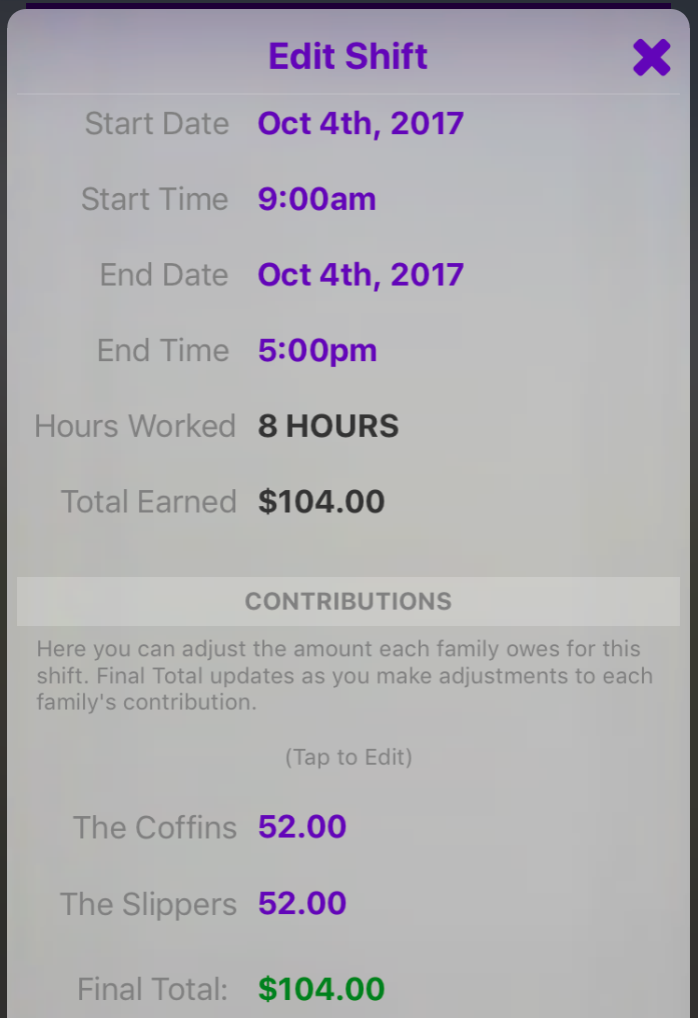 Edit Shift
Start Date Oct 4th, 2017
Start Time 9:00am
End Date Oct 4th, 2017
End Time 5:00pm
Hours Worked 8 HOURS
Total Earned $104.00
CONTRIBUTIONS
Here you can adjust the amount each family owes for this
shift. Final Total updates as you make adjustments to each
family's contribution.
(Tap to Edit)
The Coffins 52.00
The Slippers 52.00
Final Total: $104.00